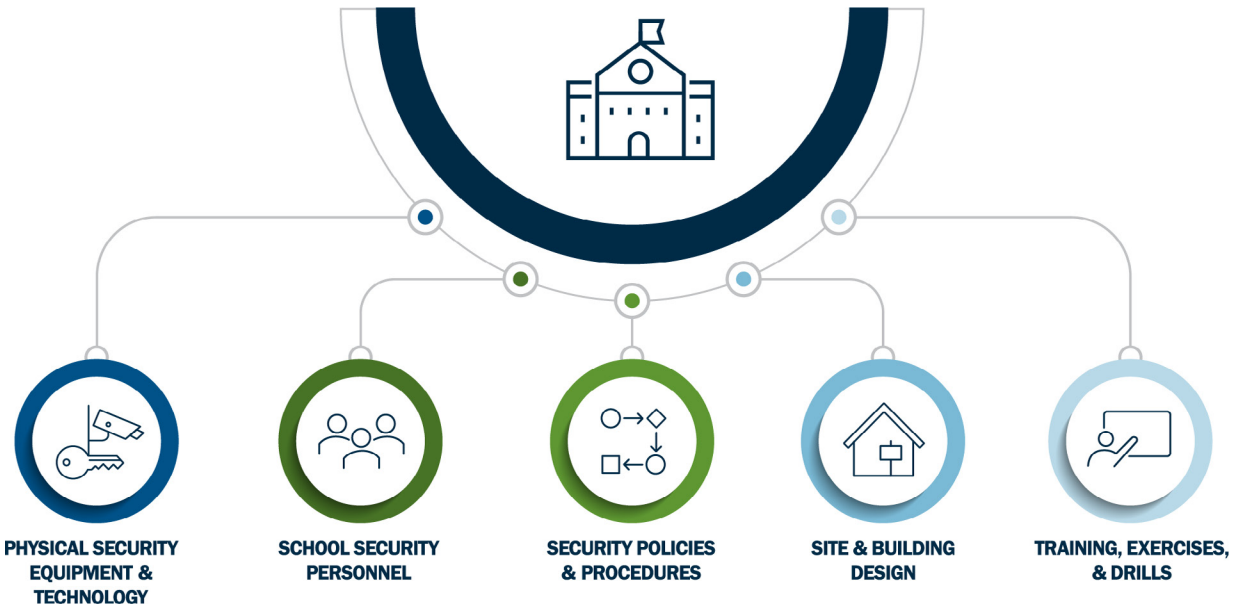 PHYSICAL SECURITY
EQUIPMENT &
TECHNOLOGY
SCHOOL SECURITY
PERSONNEL
SECURITY POLICIES
& PROCEDURES
SITE & BUILDING
DESIGN
TRAINING, EXERCISES,
& DRILLS